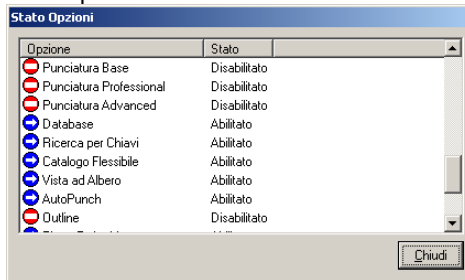 Stato Opzioni
Opzione Stato
Punciatura Base Disabilitato
Punciatura Professional Disabilitato
Punciatura Advanced Disabilitato
Database Abilitato
Ricerca per Chiavi Abilitato
Catalogo Flessibile Abilitato
Vista ad Albero Abilitato
AutoPunch Abilitato
Outline Disabilitato
Chiudi